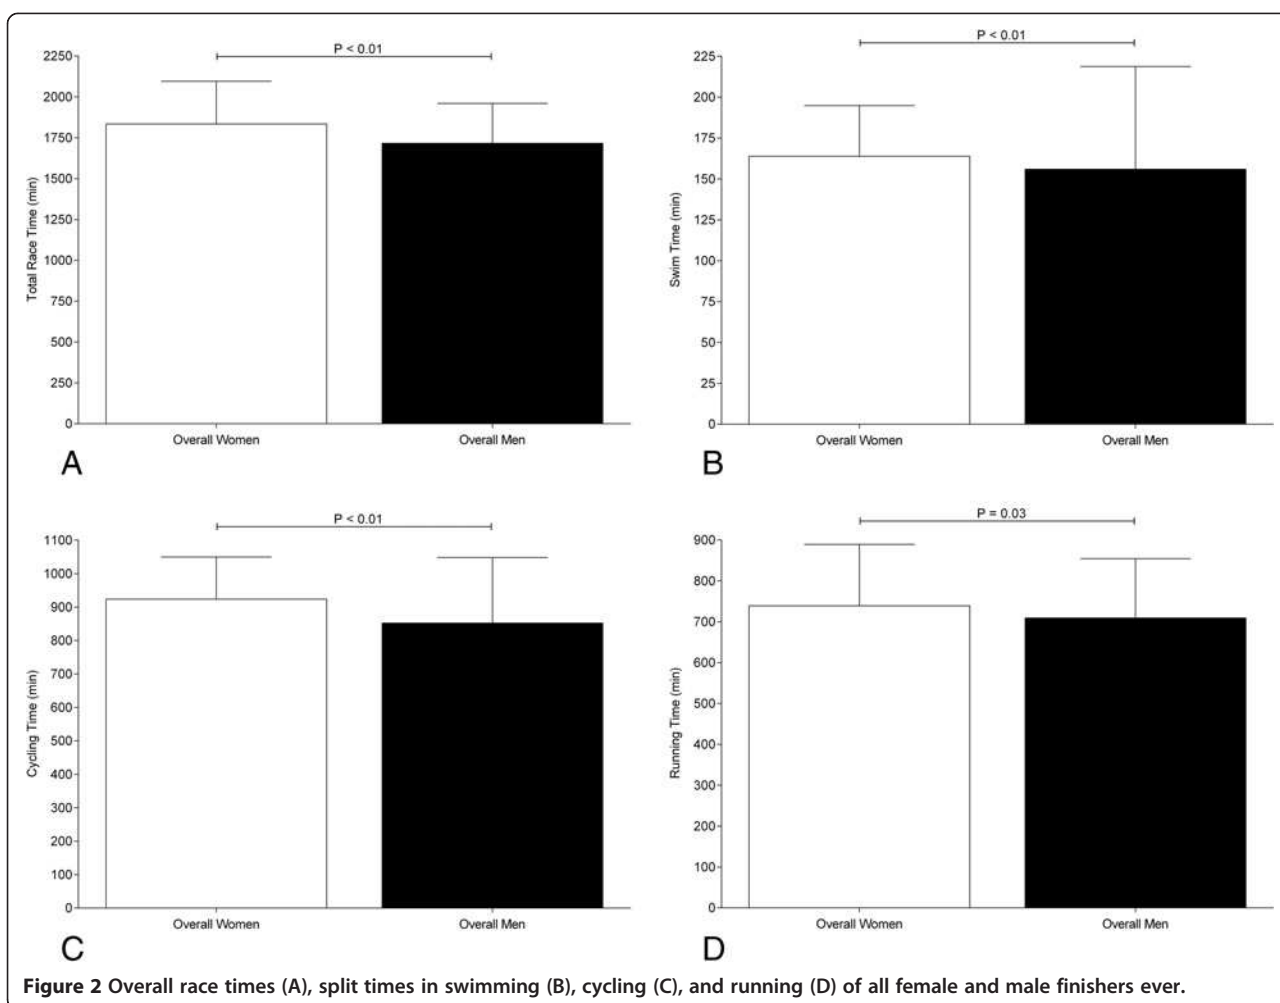 P < 0.01
2250
2000
1750
1500
1250
1000
750
500
250
0
Total Race Time (min)
Overall Women
Overall Men
A
P < 0.01
225
200
175
150
125
100
75
50
25
0
Swim Time (min)
Overall Women
Overall Men
B
P < 0.01
1100
1000
900
800
700
600
500
400
300
200
100
0
Cycling Time (min)
Overall Women
Overall Men
C
P = 0.03
900
800
700
600
500
400
300
200
100
0
Running Time (min)
Overall Women
Overall Men
D
Figure 2 Overall race times (A), split times in swimming (B), cycling (C), and running (D) of all female and male finishers ever.